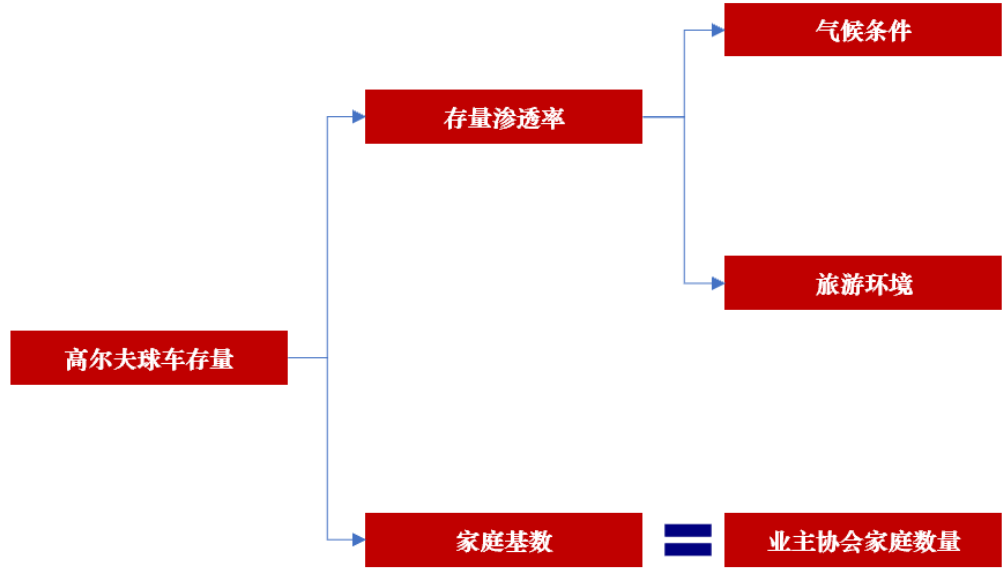 气候条件
存量渗透率
旅游环境
高尔夫球车存量
家庭基数
业主协会家庭数量